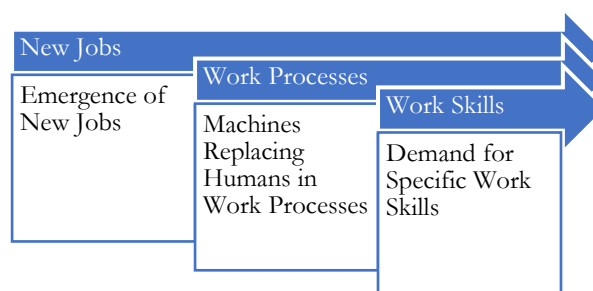 New Jobs
Emergence of
New Jobs
Work Processes
Machines
Replacing
Humans in
Work Processes
Work Skills
Demand for
Specific Work
Skills